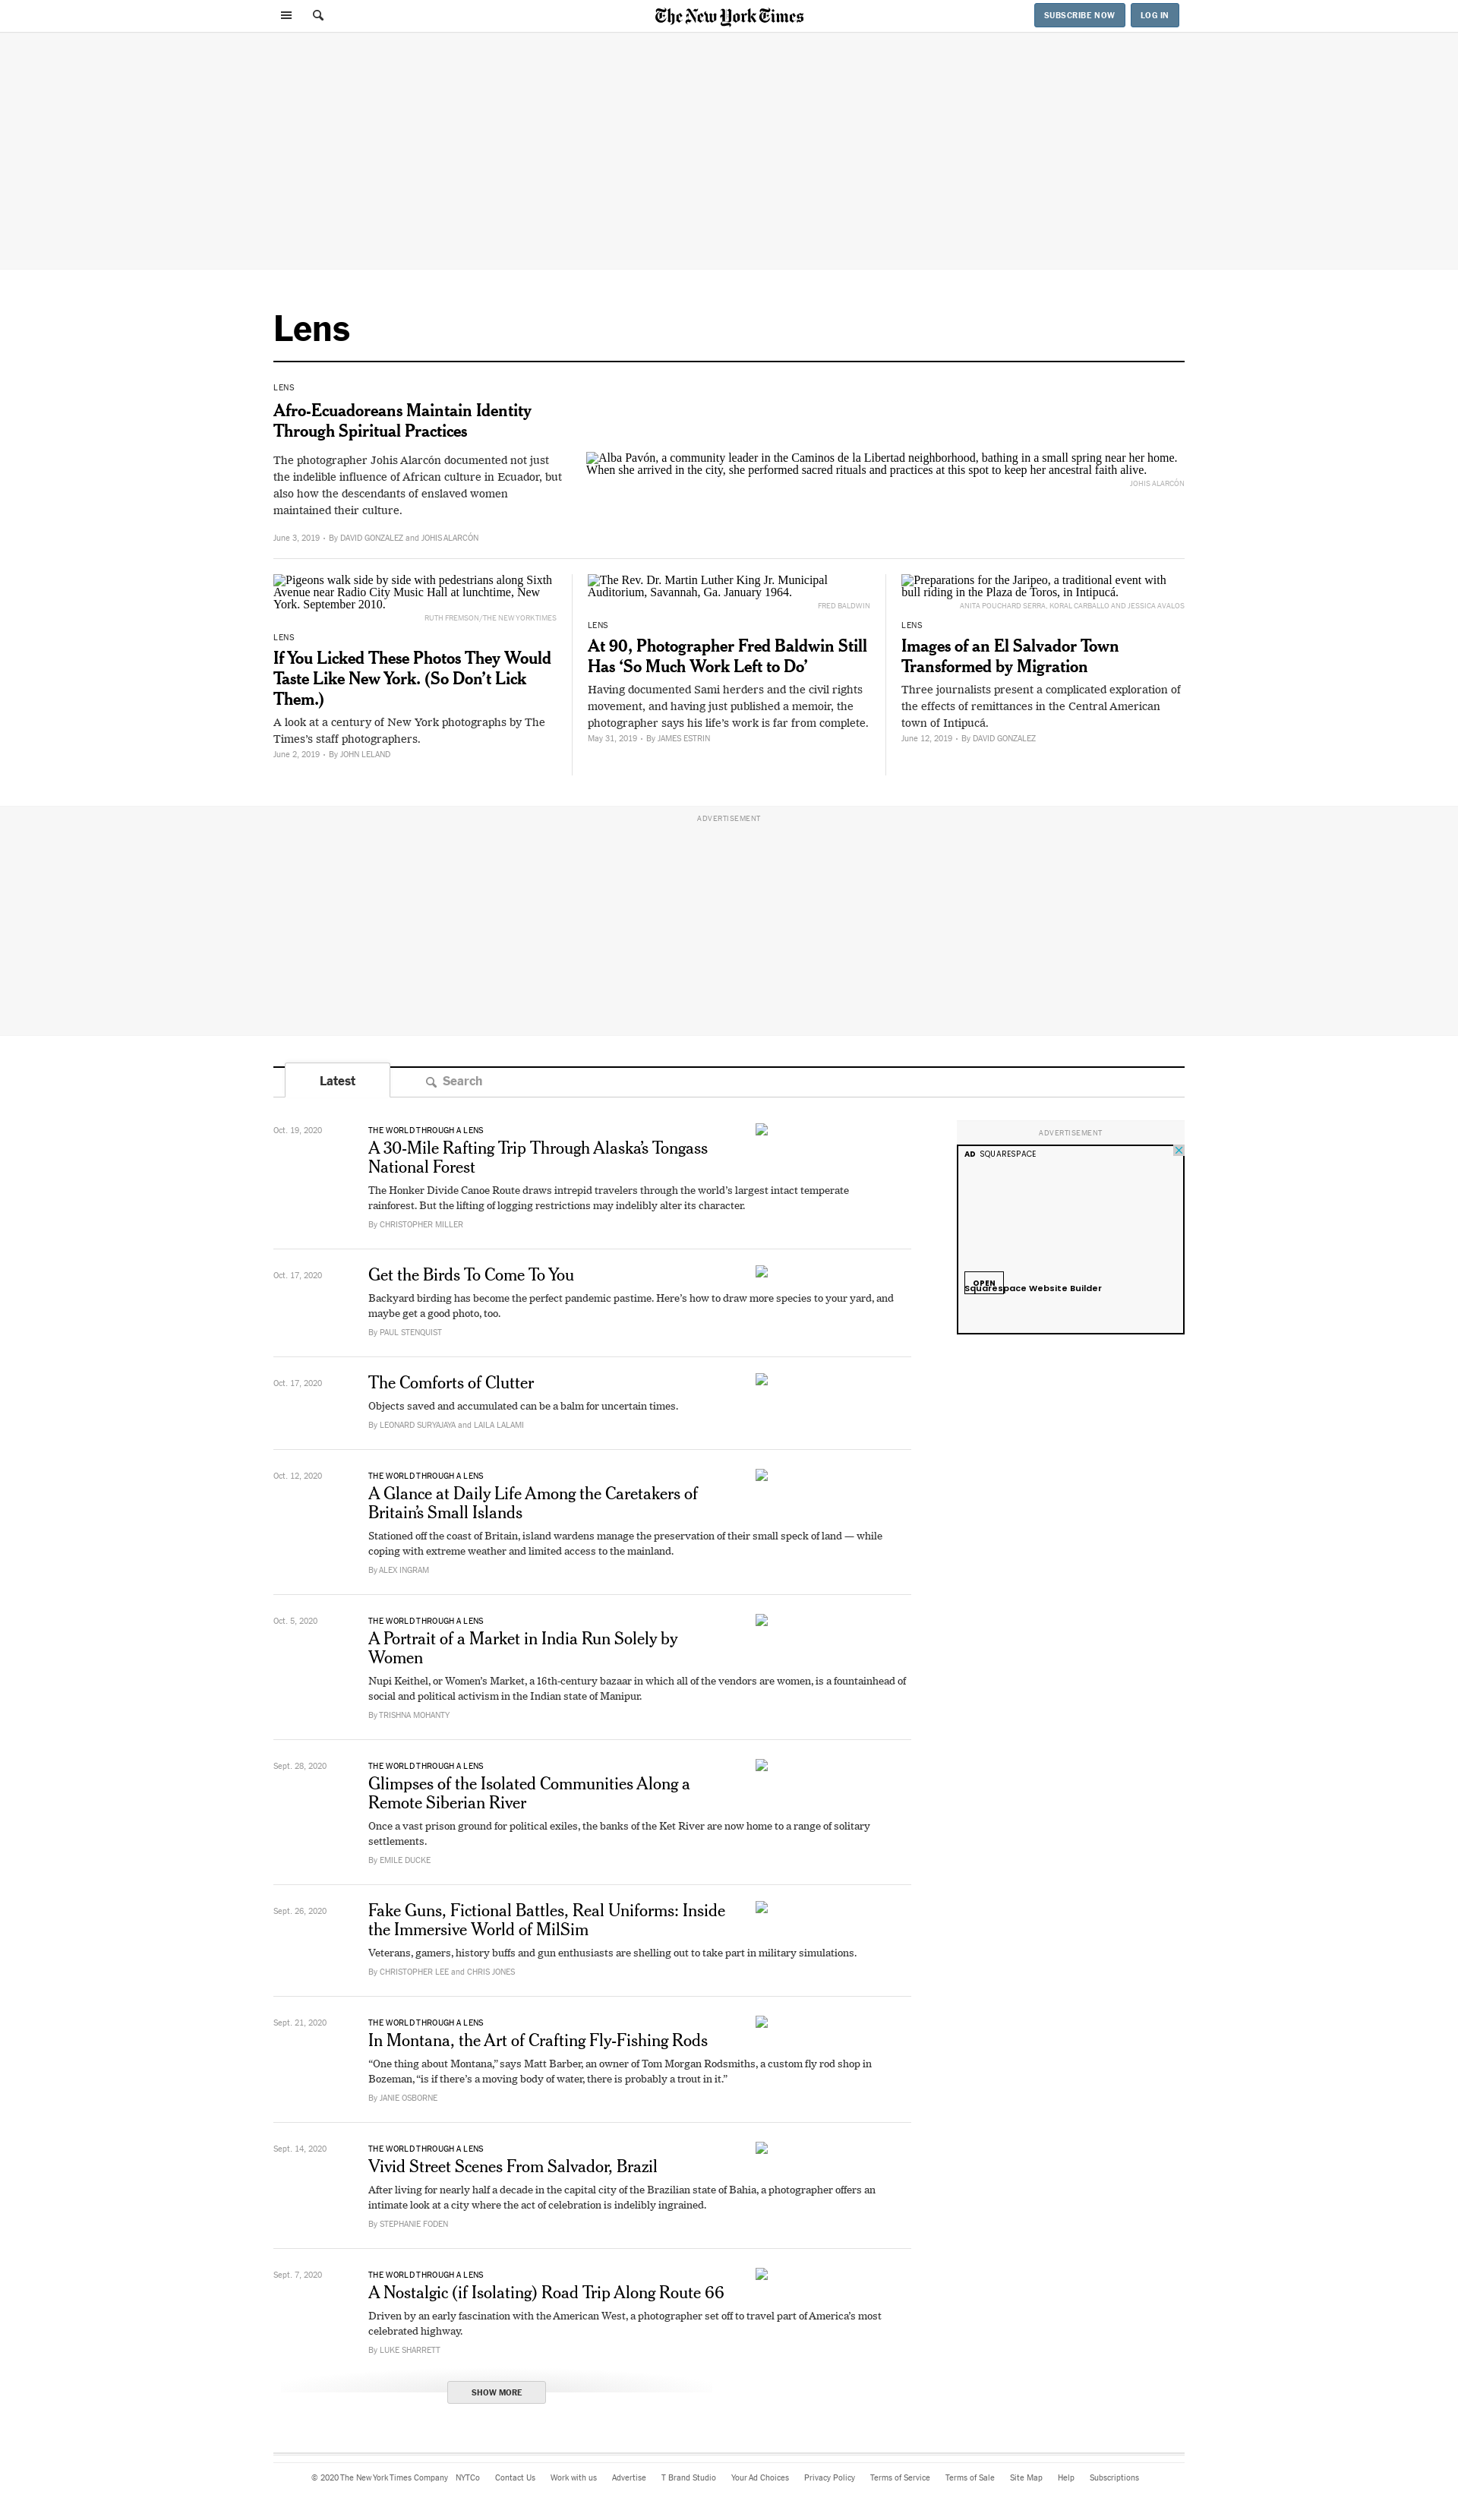 The New York Times
SUBSCRIBE NOW
LOG IN
Lens
LENS
Afro-Ecuadoreans Maintain Identity
Through Spiritual Practices
The photographer Johis Alarcón documented not just
the indelible influence of African culture in Ecuador, but
also how the descendants of enslaved women
maintained their culture.
June 3, 2019 • By DAVID GONZALEZ and JOHIS ALARCÓN
Alba Pavón, a community leader in the Caminos de la Libertad neighborhood, bathing in a small spring near her home.
When she arrived in the city, she performed sacred rituals and practices at this spot to keep her ancestral faith alive.
JOHIS ALARCÓN
Pigeons walk side by side with pedestrians along Sixth
Avenue near Radio City Music Hall at lunchtime, New
York. September 2010.
RUTH FREMSON/THE NEW YORK TIMES
LENS
If You Licked These Photos They Would
Taste Like New York. (So Don’t Lick
Them.)
A look at a century of New York photographs by The
Times’s staff photographers.
June 2, 2019 • By JOHN LELAND
The Rev. Dr. Martin Luther King Jr. Municipal
Auditorium, Savannah, Ga. January 1964.
FRED BALDWIN
LENS
At 90, Photographer Fred Baldwin Still
Has ‘So Much Work Left to Do’
Having documented Sami herders and the civil rights
movement, and having just published a memoir, the
photographer says his life’s work is far from complete.
May 31, 2019 • By JAMES ESTRIN
Preparations for the Jaripeo, a traditional event with
bull riding in the Plaza de Toros, in Intipucá.
ANITA POUCHARD SERRA, KORAL CARBALLO AND JESSICA AVALOS
LENS
Images of an El Salvador Town
Transformed by Migration
Three journalists present a complicated exploration of
the effects of remittances in the Central American
town of Intipucá.
June 12, 2019 • By DAVID GONZALEZ
ADVERTISEMENT
Latest
Search
Oct. 19, 2020
THE WORLD THROUGH A LENS
A 30-Mile Rafting Trip Through Alaska’s Tongass
National Forest
The Honker Divide Canoe Route draws intrepid travelers through the world’s largest intact temperate
rainforest. But the lifting of logging restrictions may indelibly alter its character.
By CHRISTOPHER MILLER
ADVERTISEMENT
AD SQUARESPACE
OPEN
Squarespace Website Builder
Oct. 17, 2020
Get the Birds To Come To You
Backyard birding has become the perfect pandemic pastime. Here’s how to draw more species to your yard, and
maybe get a good photo, too.
By PAUL STENQUIST
Oct. 17, 2020
The Comforts of Clutter
Objects saved and accumulated can be a balm for uncertain times.
By LEONARD SURYAJAYA and LAILA LALAMI
Oct. 12, 2020
THE WORLD THROUGH A LENS
A Glance at Daily Life Among the Caretakers of
Britain’s Small Islands
Stationed off the coast of Britain, island wardens manage the preservation of their small speck of land — while
coping with extreme weather and limited access to the mainland.
By ALEX INGRAM
Oct. 5, 2020
THE WORLD THROUGH A LENS
A Portrait of a Market in India Run Solely by
Women
Nupi Keithel, or Women’s Market, a 16th-century bazaar in which all of the vendors are women, is a fountainhead of
social and political activism in the Indian state of Manipur.
By TRISHNA MOHANTY
Sept. 28, 2020
THE WORLD THROUGH A LENS
Glimpses of the Isolated Communities Along a
Remote Siberian River
Once a vast prison ground for political exiles, the banks of the Ket River are now home to a range of solitary
settlements.
By EMILE DUCKE
Sept. 26, 2020
Fake Guns, Fictional Battles, Real Uniforms: Inside
the Immersive World of MilSim
Veterans, gamers, history buffs and gun enthusiasts are shelling out to take part in military simulations.
By CHRISTOPHER LEE and CHRIS JONES
Sept. 21, 2020
THE WORLD THROUGH A LENS
In Montana, the Art of Crafting Fly-Fishing Rods
“One thing about Montana,” says Matt Barber, an owner of Tom Morgan Rodsmiths, a custom fly rod shop in
Bozeman, “is if there’s a moving body of water, there is probably a trout in it.”
By JANIE OSBORNE
Sept. 14, 2020
THE WORLD THROUGH A LENS
Vivid Street Scenes From Salvador, Brazil
After living for nearly half a decade in the capital city of the Brazilian state of Bahia, a photographer offers an
intimate look at a city where the act of celebration is indelibly ingrained.
By STEPHANIE FODEN
Sept. 7, 2020
THE WORLD THROUGH A LENS
A Nostalgic (if Isolating) Road Trip Along Route 66
Driven by an early fascination with the American West, a photographer set off to travel part of America’s most
celebrated highway.
By LUKE SHARRETT
SHOW MORE
© 2020 The New York Times Company NYTCo Contact Us Work with us Advertise T Brand Studio Your Ad Choices Privacy Policy Terms of Service Terms of Sale Site Map Help Subscriptions